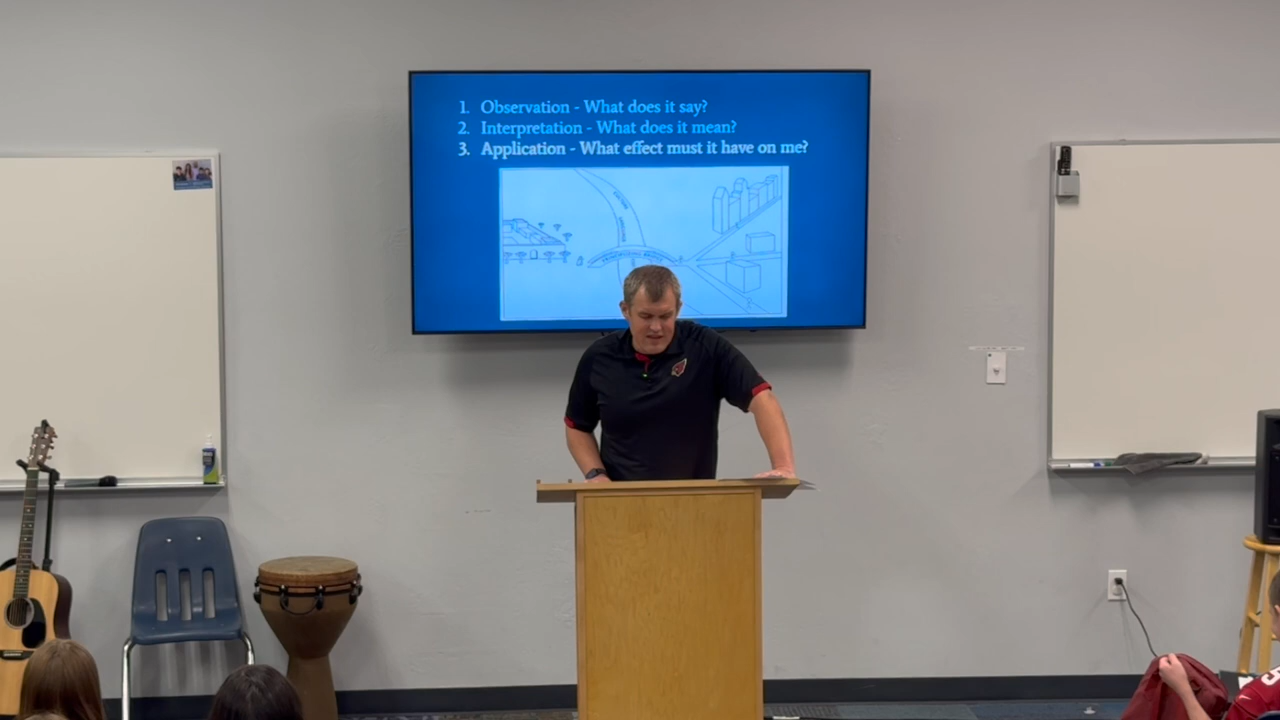 1. Observation - What does it say?
2. Interpretation - What does it mean?
3. Application - What effect must it have on me?